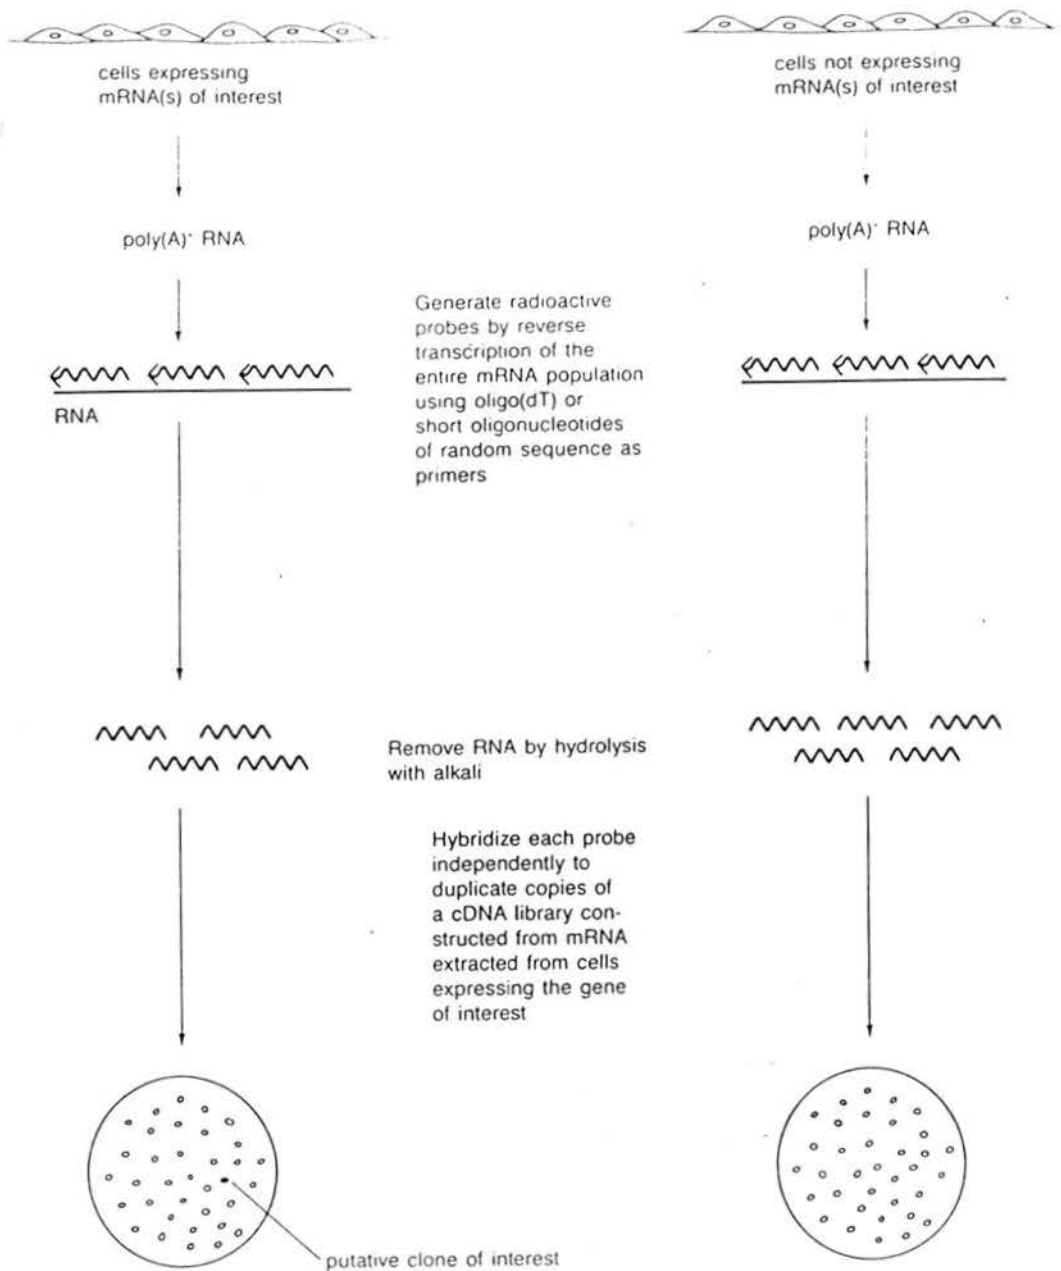 cells expressing
mRNA(s) of interest
cells not expressing
mRNA(s) of interest
poly(A)⁺ RNA
poly(A)⁺ RNA
Generate radioactive
probes by reverse
transcription of the
entire mRNA population
using oligo(dT) or
short oligonucleotides
of random sequence as
primers
RNA
Remove RNA by hydrolysis
with alkali
Hybridize each probe
independently to
duplicate copies of
a cDNA library con-
structed from mRNA
extracted from cells
expressing the gene
of interest
putative clone of interest